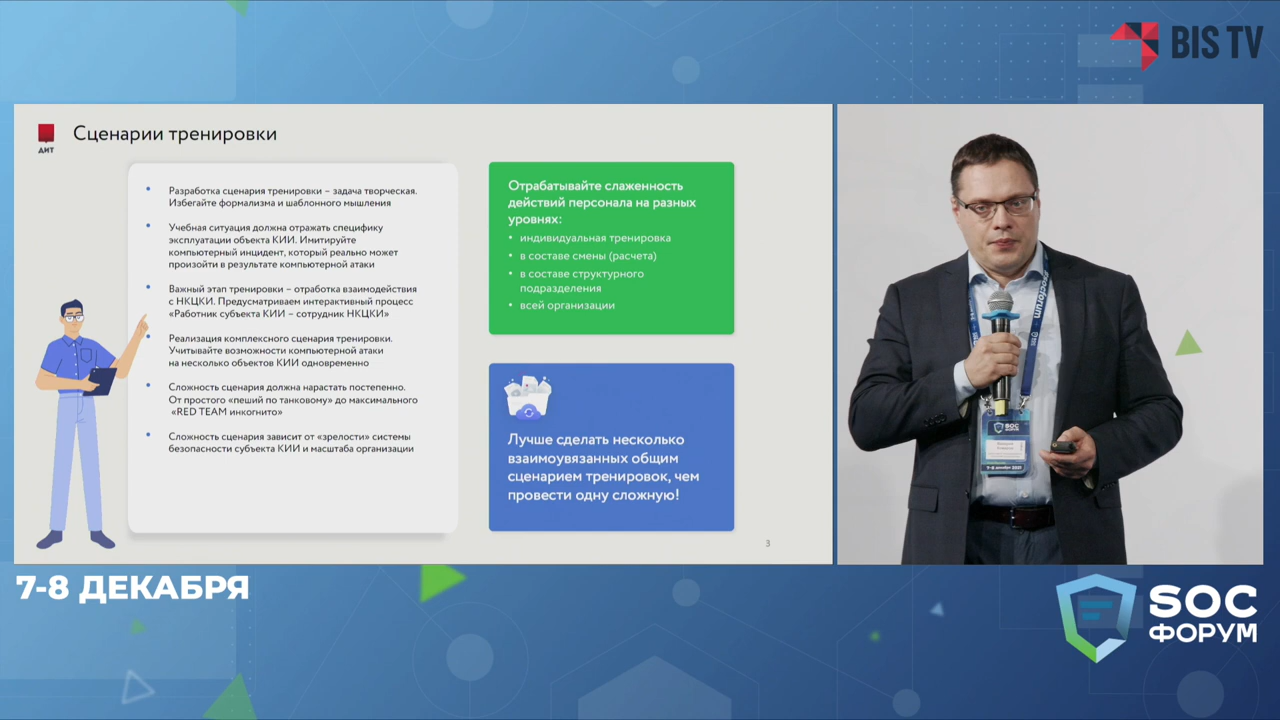 BIS TV
ДИТ
Сценарии тренировки
Разработка сценария тренировки – задача творческая.
Избегайте формализма и шаблонного мышления
Учебная ситуация должна отражать специфику
эксплуатации объекта КИИ. Имитируйте
компьютерный инцидент, который реально может
произойти в результате компьютерной атаки
Важный этап тренировки – отработка взаимодействия
с НКЦКИ. Предусматриваем интерактивный процесс
«Работник субъекта КИИ – сотрудник НКЦКИ»
Реализация комплексного сценария тренировки.
Учитывайте возможности компьютерной атаки
на несколько объектов КИИ одновременно
Сложность сценария должна нарастать постепенно.
От простого «пеший по танковому» до максимального
«RED TEAM инкогнито»
Сложность сценария зависит от «зрелости» системы
безопасности субъекта КИИ и масштаба организации
Отрабатывайте слаженность
действий персонала на разных
уровнях:
• индивидуальная тренировка
• в составе смены (расчета)
• в составе структурного
подразделения
• всей организации
Лучше сделать несколько
взаимоувязанных общим
сценарием тренировок, чем
провести одну сложную!
3
socforum
7-8 ДЕКАБРЯ
SOC
ФОРУМ